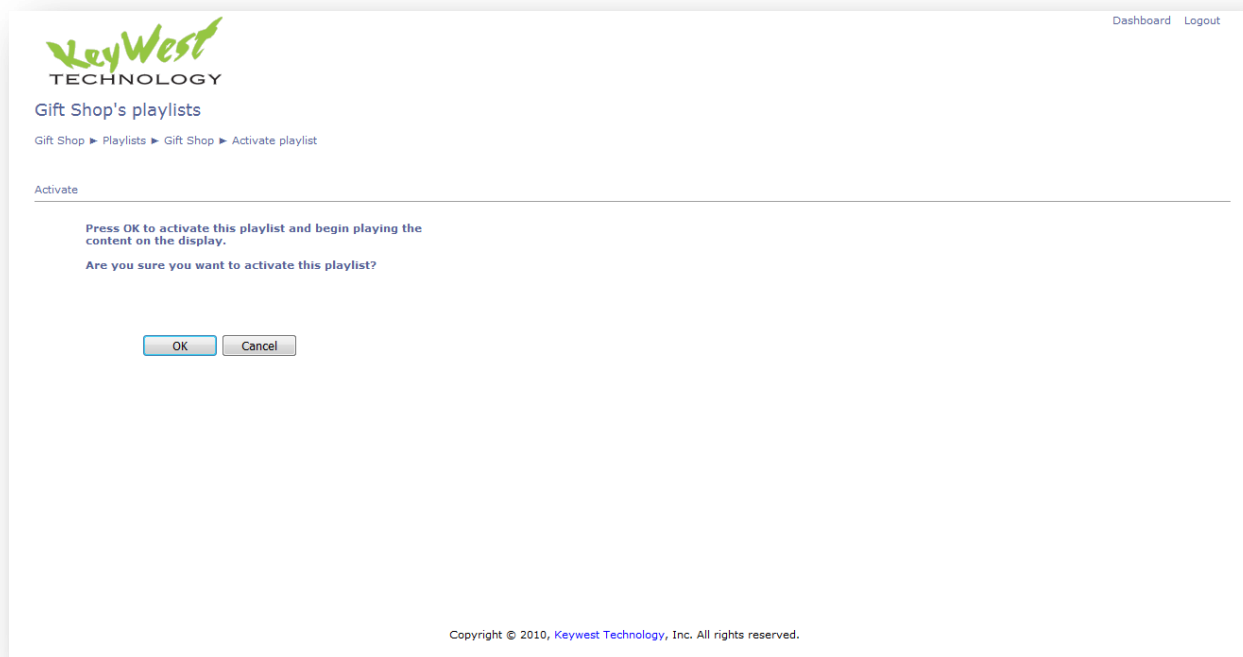 Dashboard Logout
KeyWest
TECHNOLOGY
Gift Shop's playlists
Gift Shop ► Playlists ► Gift Shop ► Activate playlist
Activate
Press OK to activate this playlist and begin playing the
content on the display.
Are you sure you want to activate this playlist?
OK Cancel
Copyright © 2010, Keywest Technology, Inc. All rights reserved.